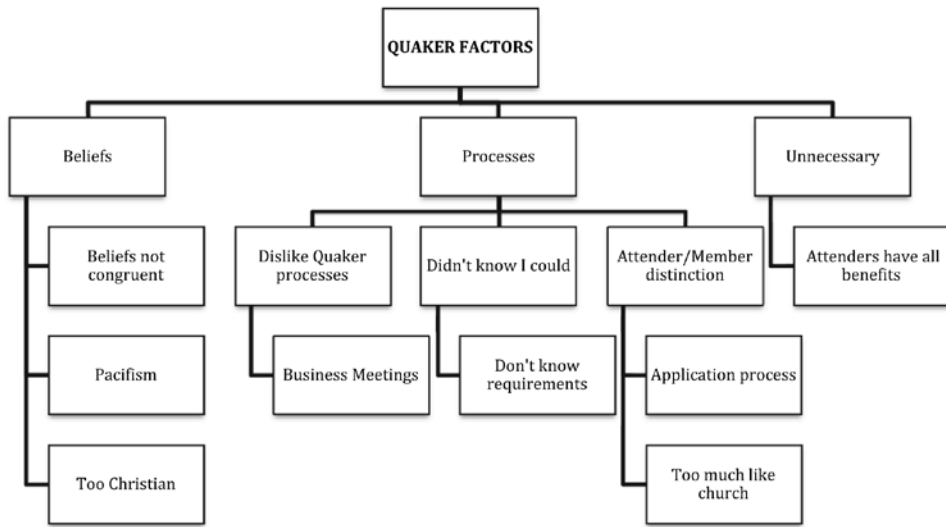 QUAKER FACTORS
Beliefs
Processes
Unnecessary
Beliefs not
congruent
Dislike Quaker
processes
Didn't know I could
Attender/Member
distinction
Attenders have all
benefits
Pacifism
Business Meetings
Don't know
requirements
Application process
Too Christian
Too much like
church